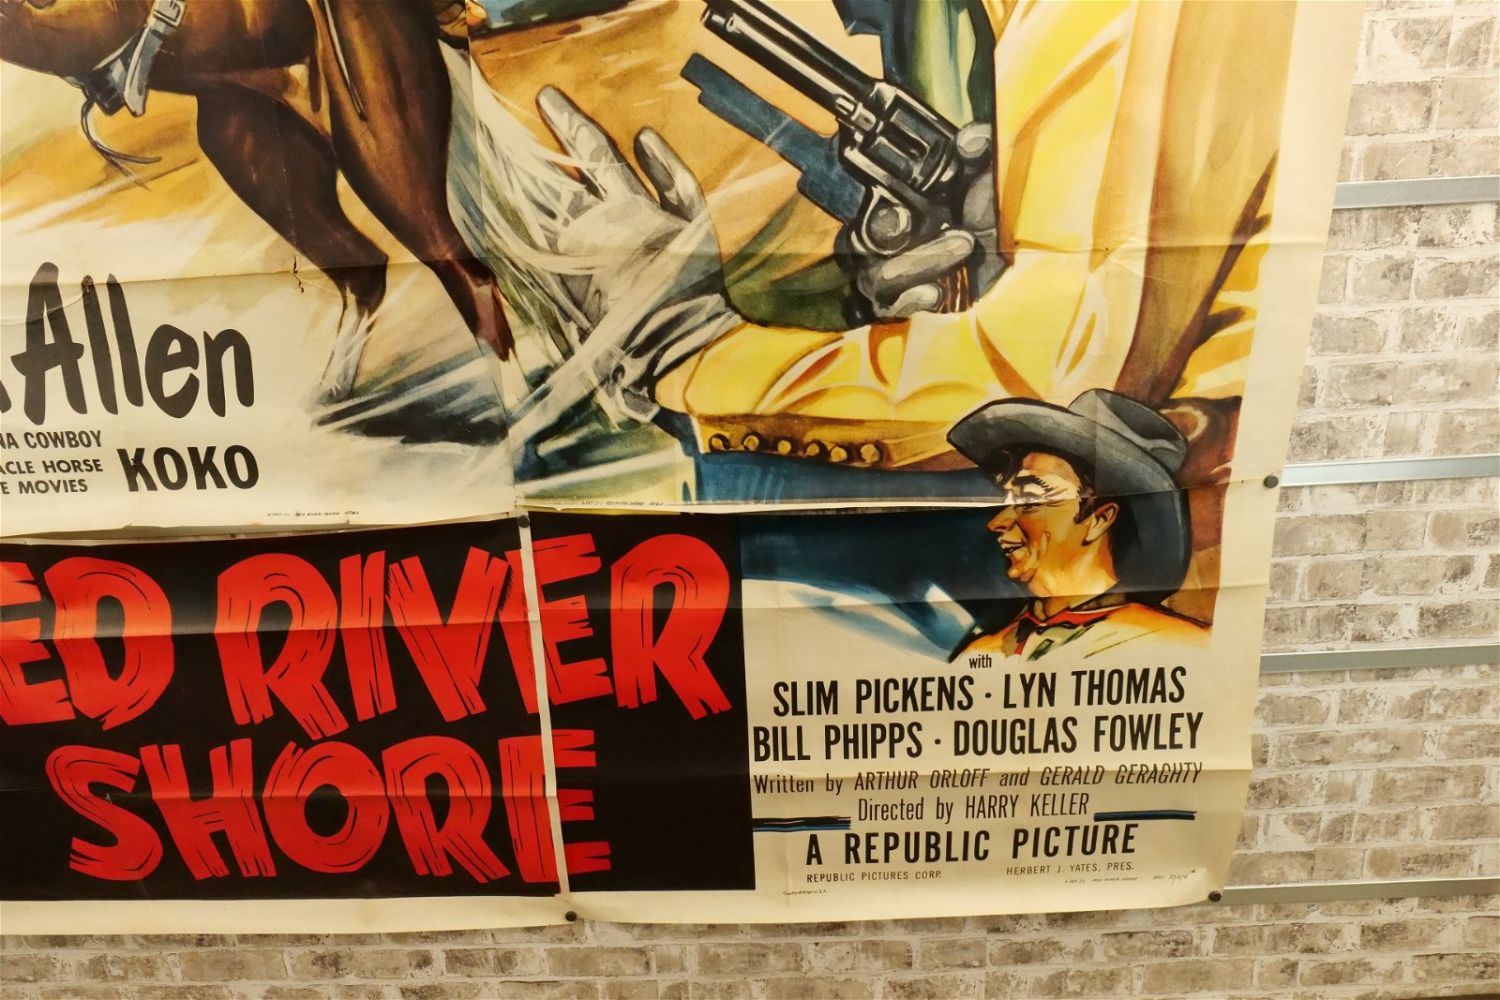 Allen
COWBOY
HORSE
MOVIES
KOKO
ED RIVER
SHORE
with
SLIM PICKENS · LYN THOMAS
BILL PHIPPS · DOUGLAS FOWLEY
Written by ARTHUR ORLOFF and GERALD GERAGHTY
Directed by HARRY KELLER
A REPUBLIC PICTURE
REPUBLIC PICTURES CORP.
HERBERT J. YATES, PRES.